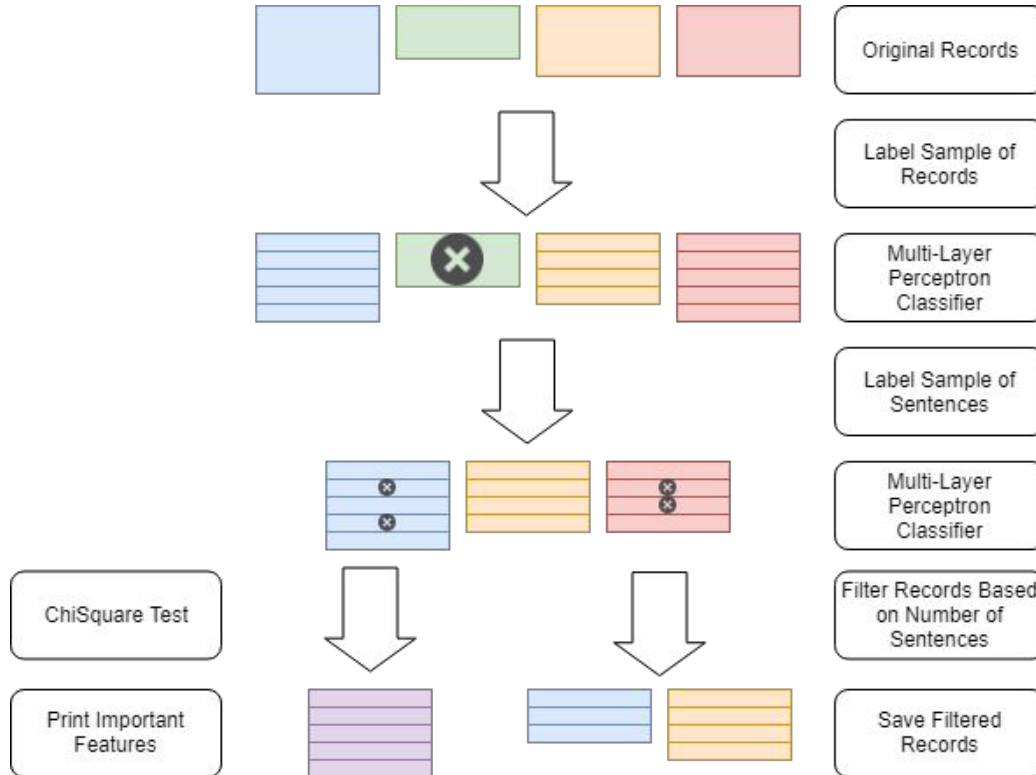 Original Records
Label Sample of
Records
Multi-Layer
Perceptron
Classifier
Label Sample of
Sentences
Multi-Layer
Perceptron
Classifier
ChiSquare Test
Filter Records Based
on Number of
Sentences
Print Important
Features
Save Filtered
Records